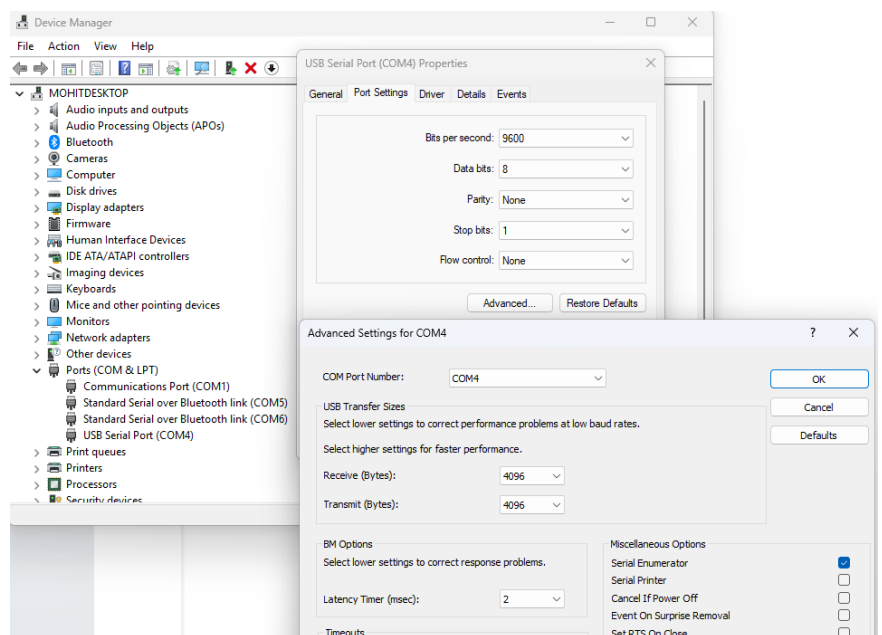 Device Manager
File Action View Help
MOHITDESKTOP
Audio inputs and outputs
Audio Processing Objects (APOs)
Bluetooth
Cameras
Computer
Disk drives
Display adapters
Firmware
Human Interface Devices
IDE ATA/ATAPI controllers
Imaging devices
Keyboards
Mice and other pointing devices
Monitors
Network adapters
Other devices
Ports (COM & LPT)
Communications Port (COM1)
Standard Serial over Bluetooth link (COM5)
Standard Serial over Bluetooth link (COM6)
USB Serial Port (COM4)
Print queues
Printers
Processors
Security devices
USB Serial Port (COM4) Properties
General Port Settings Driver Details Events
Bits per second: 9600
Data bits: 8
Parity: None
Stop bits: 1
Flow control: None
Advanced... Restore Defaults
Advanced Settings for COM4
?
COM Port Number: COM4
OK
Cancel
Defaults
USB Transfer Sizes
Select lower settings to correct performance problems at low baud rates.
Select higher settings for faster performance.
Receive (Bytes): 4096
Transmit (Bytes): 4096
BM Options
Select lower settings to correct response problems.
Latency Timer (msec): 2
Timeouts
Miscellaneous Options
Serial Enumerator
Serial Printer
Cancel If Power Off
Event On Surprise Removal
Set RTS On Close